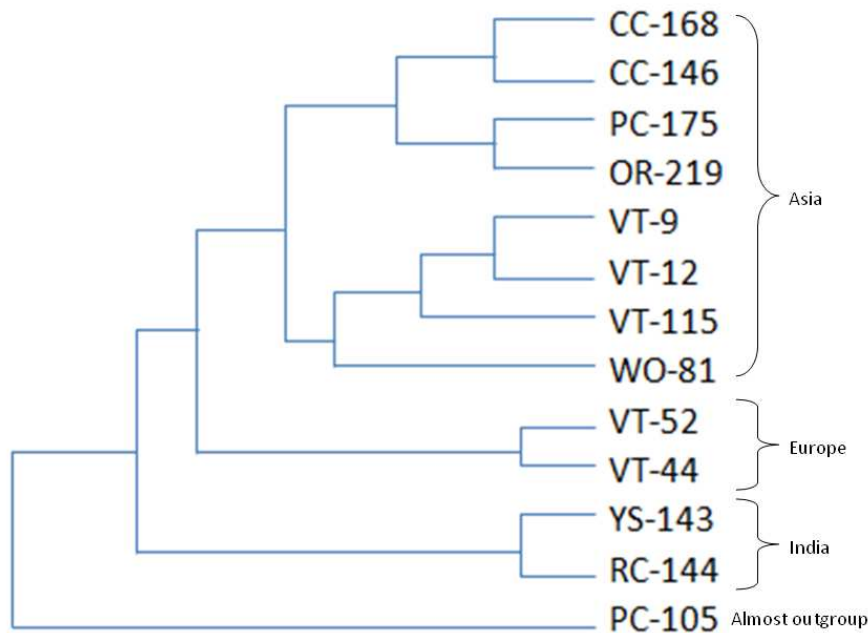 CC-168
CC-146
PC-175
OR-219
Asia
VT-9
VT-12
VT-115
WO-81
VT-52
Europe
VT-44
YS-143
India
RC-144
PC-105 Almost outgroup